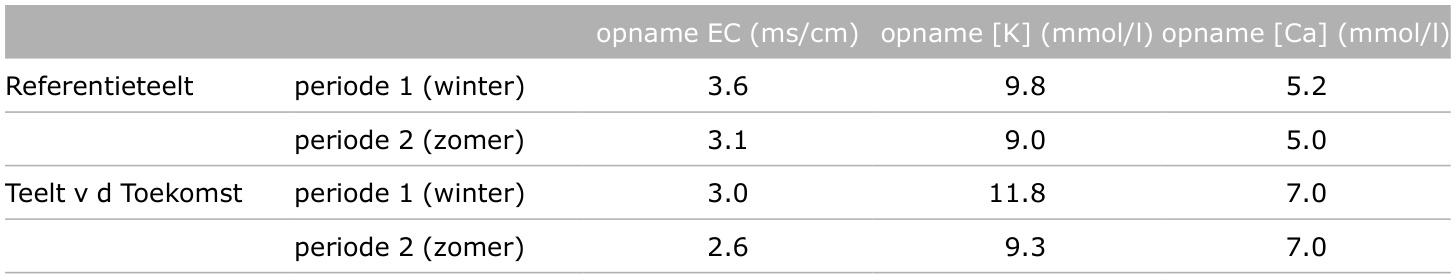 opname EC (ms/cm) opname [K] (mmol/l) opname [Ca] (mmol/l)
Referentieteelt periode 1 (winter) 3.6 9.8 5.2
periode 2 (zomer) 3.1 9.0 5.0
Teelt v d Toekomst periode 1 (winter) 3.0 11.8 7.0
periode 2 (zomer) 2.6 9.3 7.0